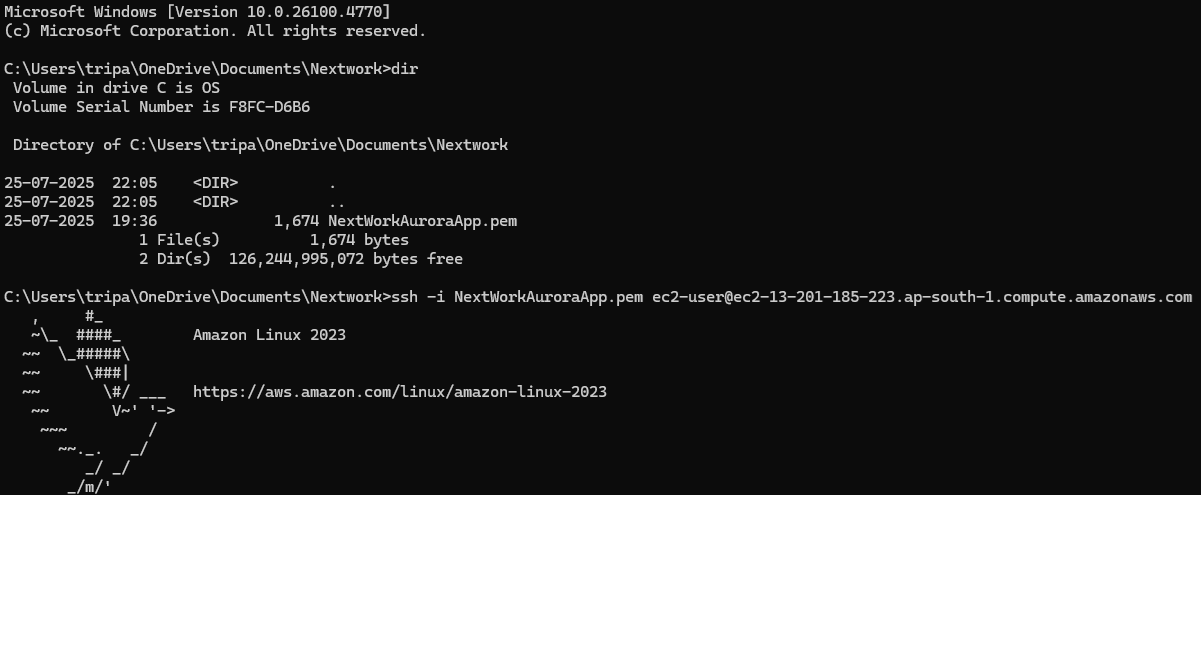 Microsoft Windows [Version 10.0.26100.4770]
(c) Microsoft Corporation. All rights reserved.

C:\Users\tripa\OneDrive\Documents\Nextwork>dir
 Volume in drive C is OS
 Volume Serial Number is F8FC-D6B6

 Directory of C:\Users\tripa\OneDrive\Documents\Nextwork

25-07-2025  22:05    <DIR>          .
25-07-2025  22:05    <DIR>          ..
25-07-2025  19:36             1,674 NextWorkAuroraApp.pem
               1 File(s)          1,674 bytes
               2 Dir(s)  126,244,995,072 bytes free

C:\Users\tripa\OneDrive\Documents\Nextwork>ssh -i NextWorkAuroraApp.pem ec2-user@ec2-13-201-185-223.ap-south-1.compute.amazonaws.com
   ,     #_
   ~\_  ####_        Amazon Linux 2023
  ~~  \_#####\
  ~~     \###|
  ~~       \#/ ___   https://aws.amazon.com/linux/amazon-linux-2023
   ~~       V~' '->
    ~~~         /
      ~~._.   _/
         _/ _/
       _/m/'